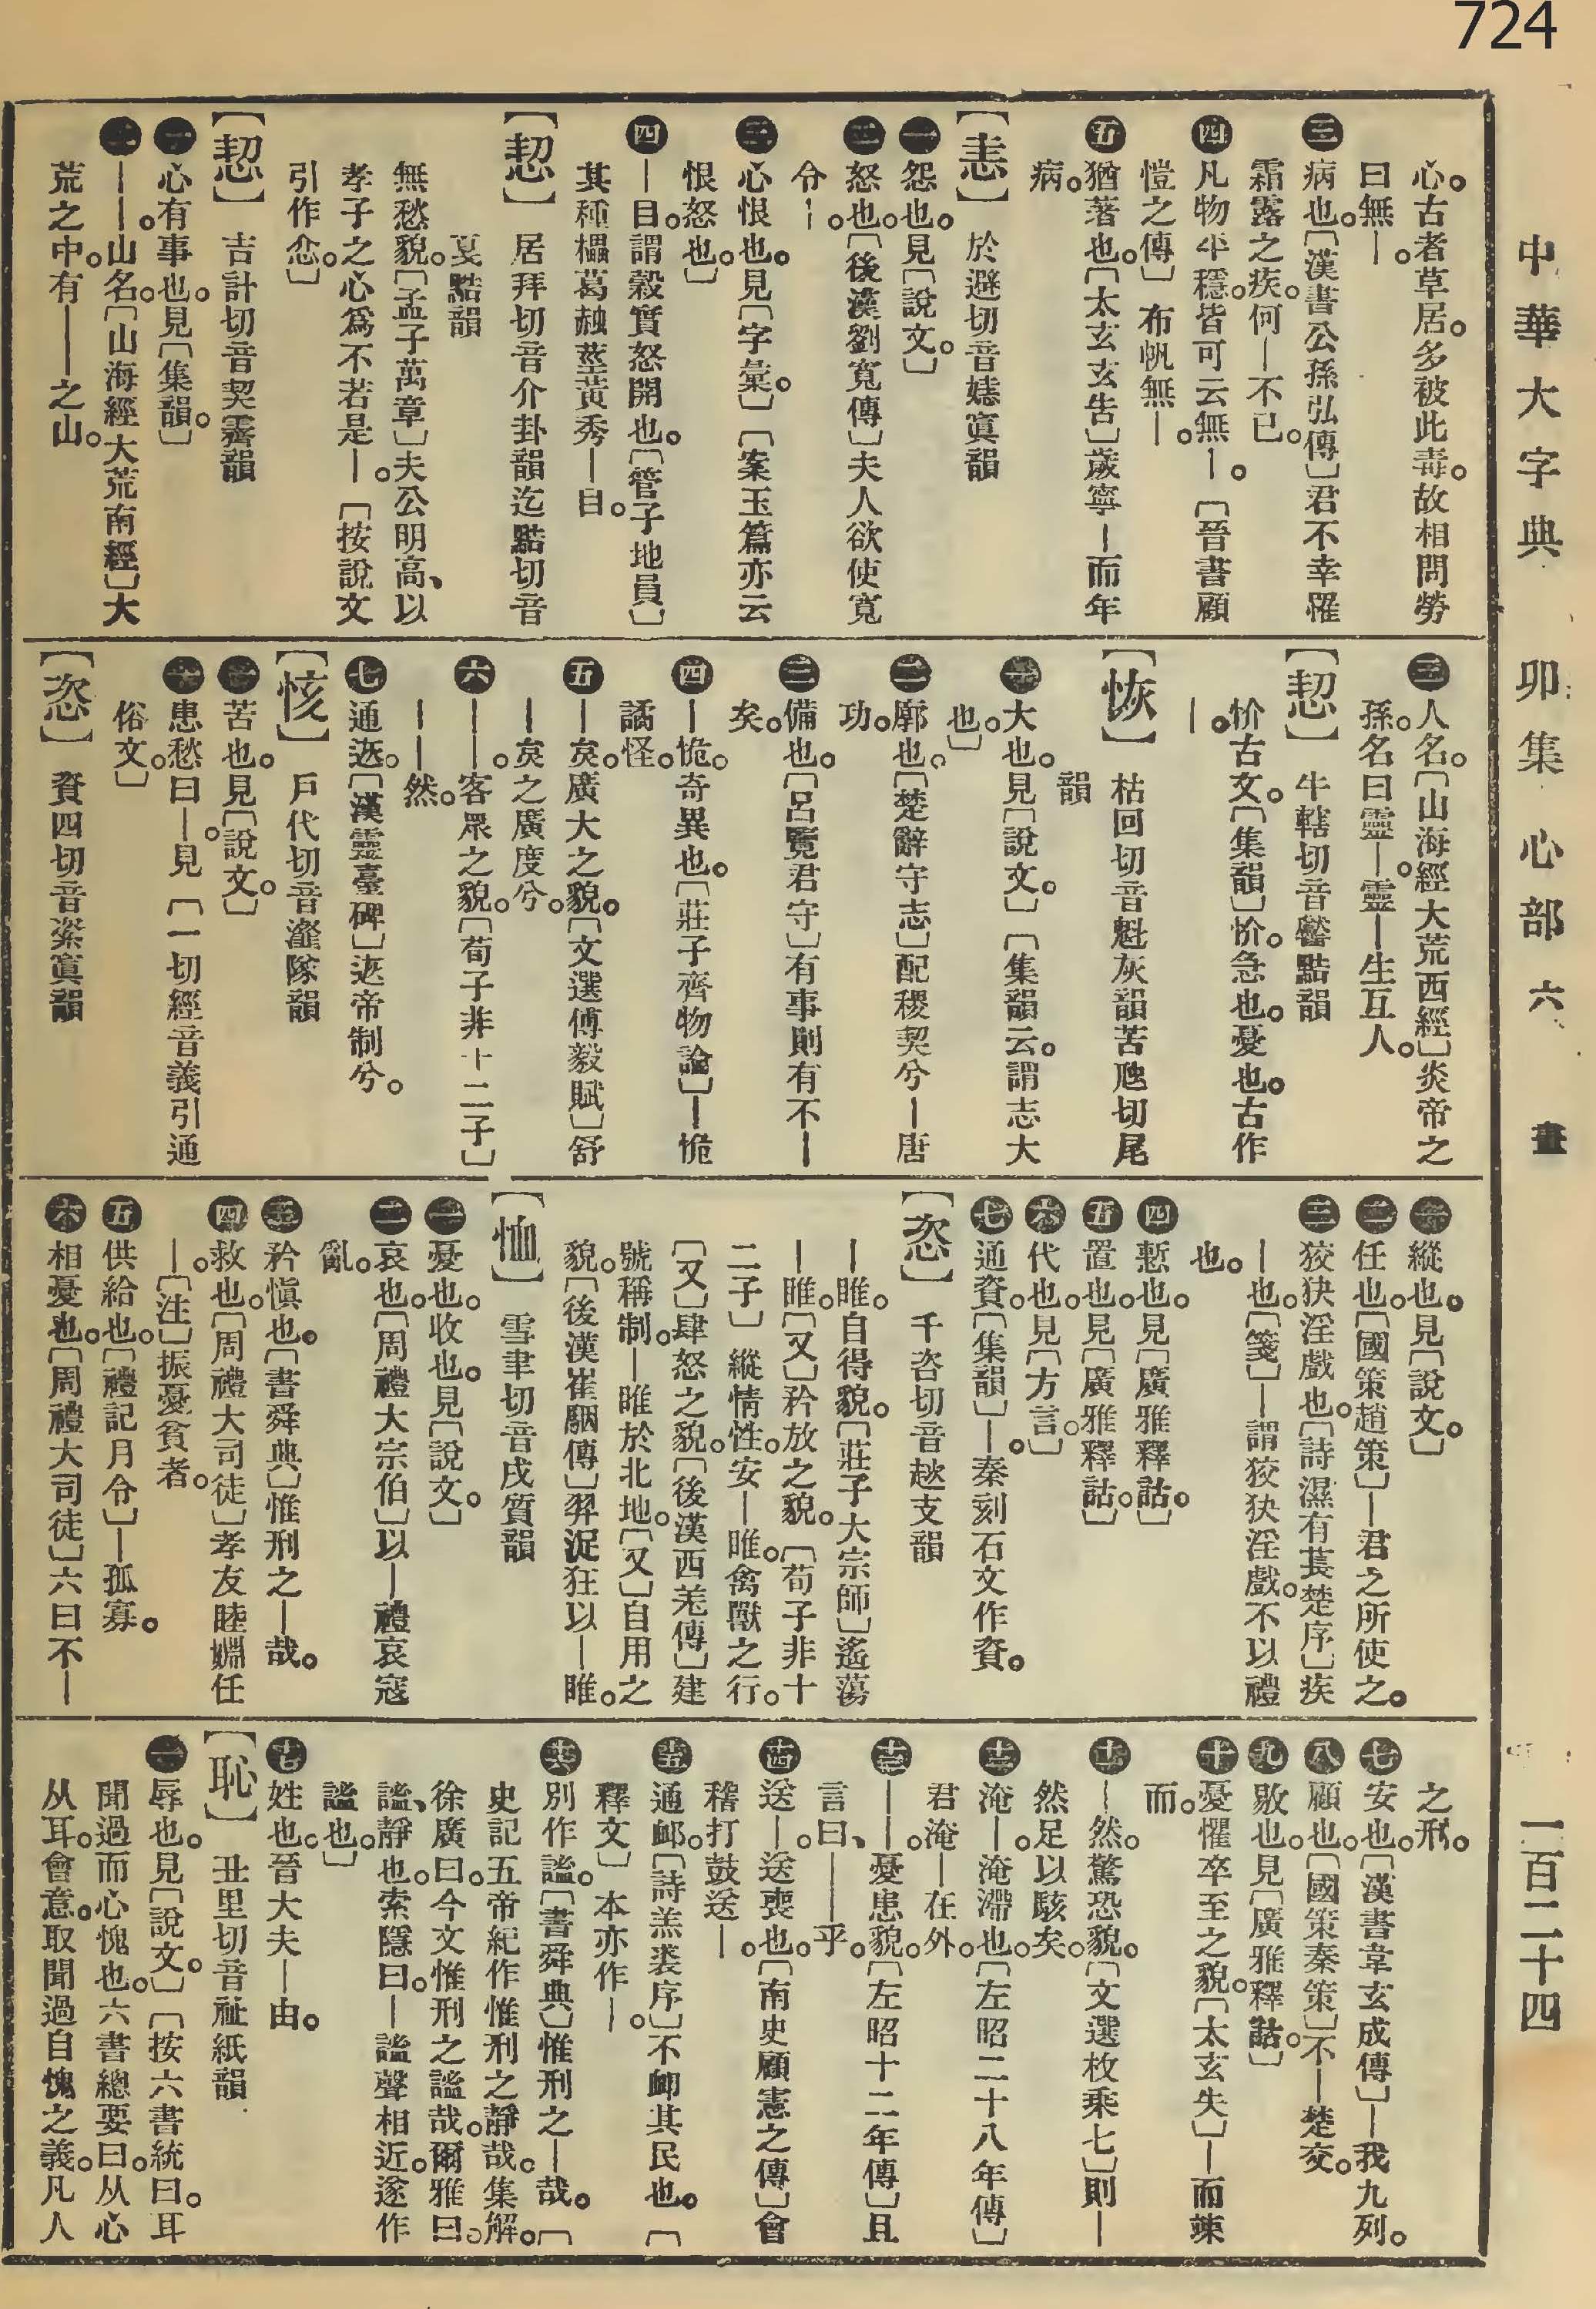 724
中華大字典 卯集 心部 六畫 一百二十四
心。古者草居。多被此毒。故相問勞
曰無｜。
㊂病也。〔漢書公孫弘傳〕君不幸罹
霜露之疾。何｜不已。
㊃凡物平穩。皆可云無｜。〔晉書顧
愷之傳〕布帆無｜。
㊄猶著也。〔太玄玄告〕歲寧｜而年
病。
【恚】於避切音㛴寘韻
㊀怨也。見〔說文。〕
㊁怒也。〔後漢劉寬傳〕夫人欲使寬
令｜。
㊂心恨也。見〔字彙。〕〔案玉篇亦云
恨怒也。〕
㊃｜目。謂穀實怒開也。〔管子地員〕
其種櫑葛赨莖黃秀｜目。
【恝】居拜切音介卦韻迄黠切音
戛黠韻
無愁貌。〔孟子萬章〕夫公明高、以
孝子之心爲不若是｜。〔按說文
引作忿。〕
【恝】吉計切音契霽韻
㊀心有事也。見〔集韻。〕
㊁｜｜。山名。〔山海經大荒南經〕大
荒之中。有｜｜之山。
㊂人名。〔山海經大荒西經〕炎帝之
孫。名曰靈｜。靈｜生互人。
【恝】牛轄切音齾黠韻
忦古文。〔集韻〕忦。急也。憂也。古作
｜。
【恢】枯回切音魁灰韻苦虺切尾
韻
㊀大也。見〔說文。〕〔集韻云。謂志大
也。〕
㊁廓也。〔楚辭守志〕配稷契兮｜唐
功。
㊂備也。〔呂覽君守〕有事則有不｜
矣。
㊃｜恑。奇異也。〔莊子齊物論〕｜恑
譎怪。
㊄｜炱。廣大之貌。〔文選傅毅賦〕舒
｜炱之廣度兮。
㊅｜｜。客眾之貌。〔荀子非十二子〕
｜｜然。
㊆通㤥。〔漢靈臺碑〕㤥帝制兮。
【㤥】戶代切音瀣隊韻
㊀苦也。見〔說文。〕
㊁患愁曰｜。見〔一切經音義引通
俗文。〕
【恣】資四切音㮣寘韻
㊀縱也。見〔說文。〕
㊁任也。〔國策趙策〕｜君之所使之。
㊂狡狹淫戲也。〔詩濕有萇楚序〕疾
｜也。〔箋〕｜謂狡狹淫戲。不以禮
也。
㊃慙也。見〔廣雅釋詁。〕
㊄置也。見〔廣雅釋詁。〕
㊅代也。見〔方言。〕
㊆通資。〔集韻〕｜。秦刻石文作資。
【恣】千咨切音趑支韻
｜睢。自得貌。〔莊子大宗師〕遙蕩
｜睢。〔又〕矜放之貌。〔荀子非十
二子〕縱情性。安｜睢。禽獸之行。
〔又〕肆怒之貌。〔後漢西羌傳〕建
號稱制。｜睢於北地。〔又〕自用之
貌。〔後漢崔駰傳〕羿浞狂以｜睢。
【恤】雪聿切音戌質韻
㊀憂也。收也。見〔說文。〕
㊁哀也。〔周禮大宗伯〕以｜禮哀寇
亂。
㊂矜愼也。〔書舜典〕惟刑之｜哉。
㊃救也。〔周禮大司徒〕孝友睦婣任
｜。〔注〕振憂貧者。
㊄供給也。〔禮記月令〕｜孤寡。
㊅相憂也。〔周禮大司徒〕六曰不｜
之刑。
㊆安也。〔漢書韋玄成傳〕｜我九列。
㊇顧也。〔國策秦策〕不｜楚交。
㊈敗也。見〔廣雅釋詁。〕
㊉憂懼卒至之貌。〔太玄失〕｜而竦
而。
十一｜然。驚恐貌。〔文選枚乘七〕則｜
然足以駭矣。
十二淹｜。淹滯也。〔左昭二十八年傳〕
君淹｜在外。
十三｜｜。憂患貌。〔左昭十二年傳〕且
言曰、｜｜乎。
十四送｜。送喪也。〔南史顧憲之傳〕會
稽打鼓送｜。
十五通卹。〔詩羔裘序〕不卹其民也。〔
釋文〕本亦作｜。
十六別作謐。〔書舜典〕惟刑之｜哉。〔
史記五帝紀作惟刑之靜哉。集解。
徐廣曰。今文惟刑之謐哉。爾雅曰。
謐、靜也。索隱曰。｜謐聲相近。遂作
謐也。〕
十七姓也。晉大夫｜由。
【恥】丑里切音祉紙韻
㊀辱也。見〔說文。〕〔按六書統曰。耳
聞過而心愧也。六書總要曰。从心
从耳。會意。取聞過自愧之義。凡人